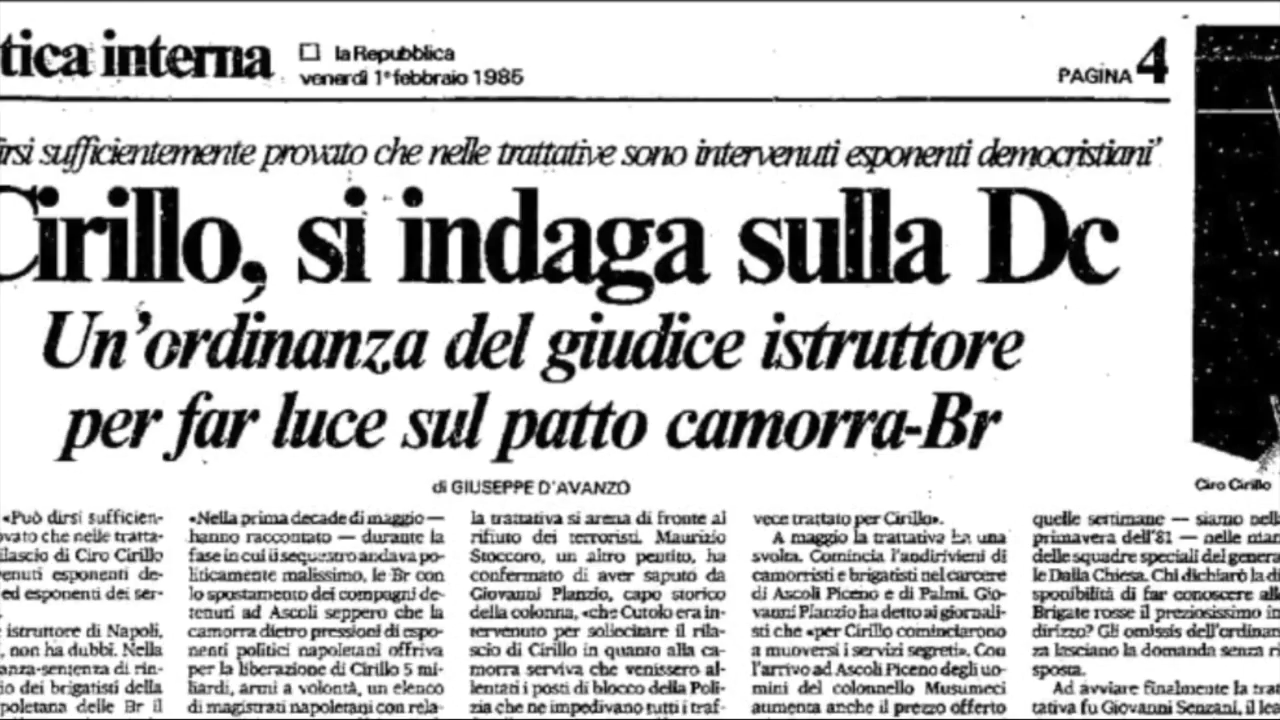 tica interna
la Repubblica
venerdì 1° febbraio 1985
PAGINA 4
irsi sufficientemente provato che nelle trattative sono intervenuti esponenti democristiani'
Cirillo, si indaga sulla Dc
Un'ordinanza del giudice istruttore
per far luce sul patto camorra-Br
di GIUSEPPE D'AVANZO
Ciro Cirillo
«Può dirsi sufficien-
vato che nelle tratta-
ilascio di Ciro Cirillo
venuti esponenti de-
ed esponenti dei ser-
istruttore di Napoli,
, non ha dubbi. Nella
anza-sentenza di rin-
io dei brigatisti della
poletana delle Br il
«Nella prima decade di maggio —
hanno raccontato — durante la
fase in cui il sequestro andava po-
liticamente malissimo, le Br con
lo spostamento dei compagni de-
tenuti ad Ascoli seppero che la
camorra dietro pressioni di espo-
nenti politici napoletani offriva
per la liberazione di Cirillo 5 mi-
liardi, armi a volontà, un elenco
di magistrati napoletani con rela-
la trattativa si arena di fronte al
rifiuto dei terroristi. Maurizio
Stoccoro, un altro pentito, ha
confermato di aver saputo da
Giovanni Planzio, capo storico
della colonna, «che Cutolo era in-
tervenuto per sollecitare il rila-
scio di Cirillo in quanto alla ca-
morra serviva che venissero al-
lentati i posti di blocco della Poli-
zia che ne impedivano tutti i traf-
vece trattato per Cirillo».
A maggio la trattativa ha una
svolta. Comincia l'andirivieni di
camorristi e brigatisti nel carcere
di Ascoli Piceno e di Palmi. Gio-
vanni Planzio ha detto ai giornali-
sti che «per Cirillo cominciarono
a muoversi i servizi segreti». Con
l'arrivo ad Ascoli Piceno degli uo-
mini del colonnello Musumeci
aumenta anche il prezzo offerto
quelle settimane — siamo nell
primavera dell'81 — nelle man
delle squadre speciali del genera
le Dalla Chiesa. Chi dichiarò la di
sponibilità di far conoscere alle
Brigate rosse il preziosissimo in
dirizzo? Gli omissis dell'ordinan
za lasciano la domanda senza ri
sposta.
Ad avviare finalmente la trat
tativa fu Giovanni Senzani, il lea